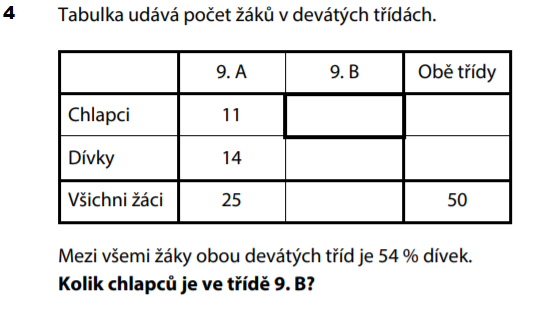 4 Tabulka udává počet žáků v devátých třídách.
9. A 9. B Obě třídy
Chlapci 11
Dívky 14
Všichni žáci 25 50
Mezi všemi žáky obou devátých tříd je 54 % dívek.
Kolik chlapců je ve třídě 9. B?